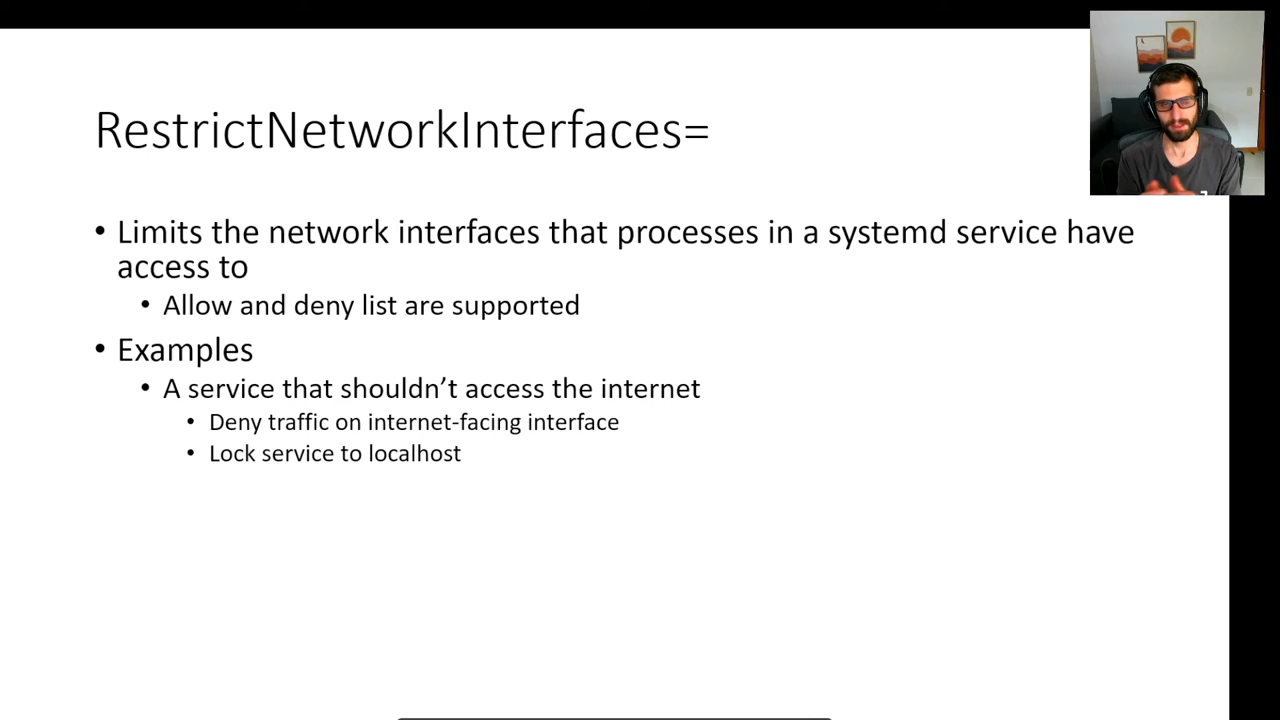 RestrictNetworkInterfaces=
• Limits the network interfaces that processes in a systemd service have
access to
• Allow and deny list are supported
• Examples
• A service that shouldn’t access the internet
• Deny traffic on internet-facing interface
• Lock service to localhost